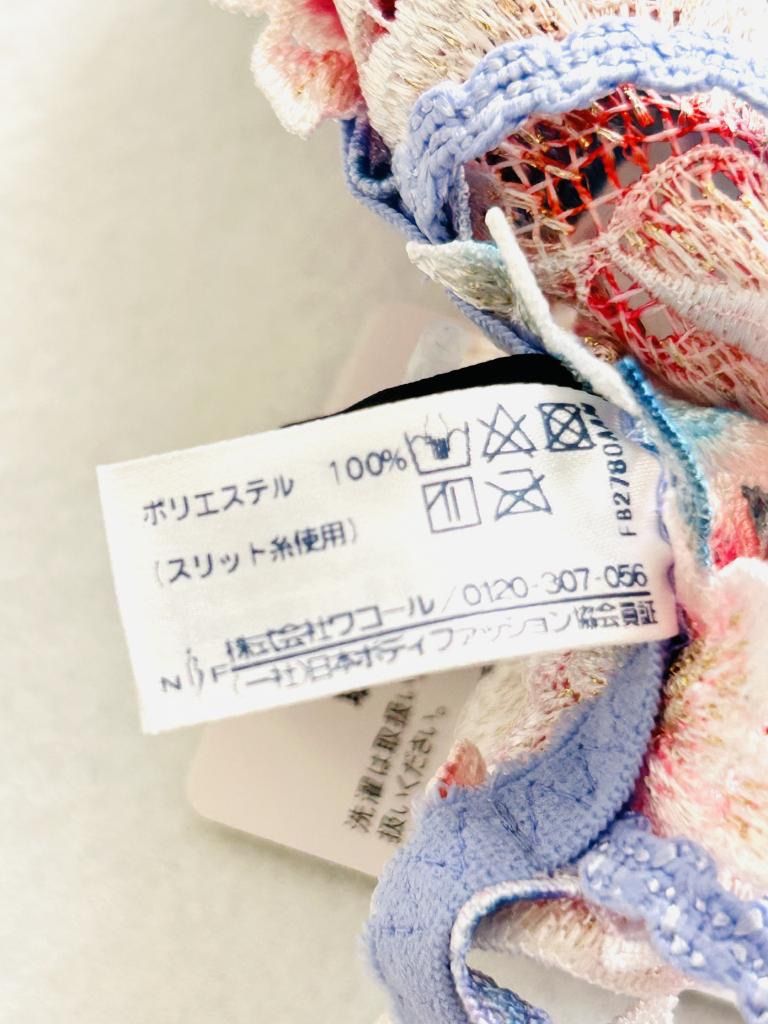 ポリエステル 100%
(スリット糸使用)
株式会社ワコール/0120-307-056
NBF(一社)日本ボディファッション協会員証
洗濯は取扱い
扱いください。